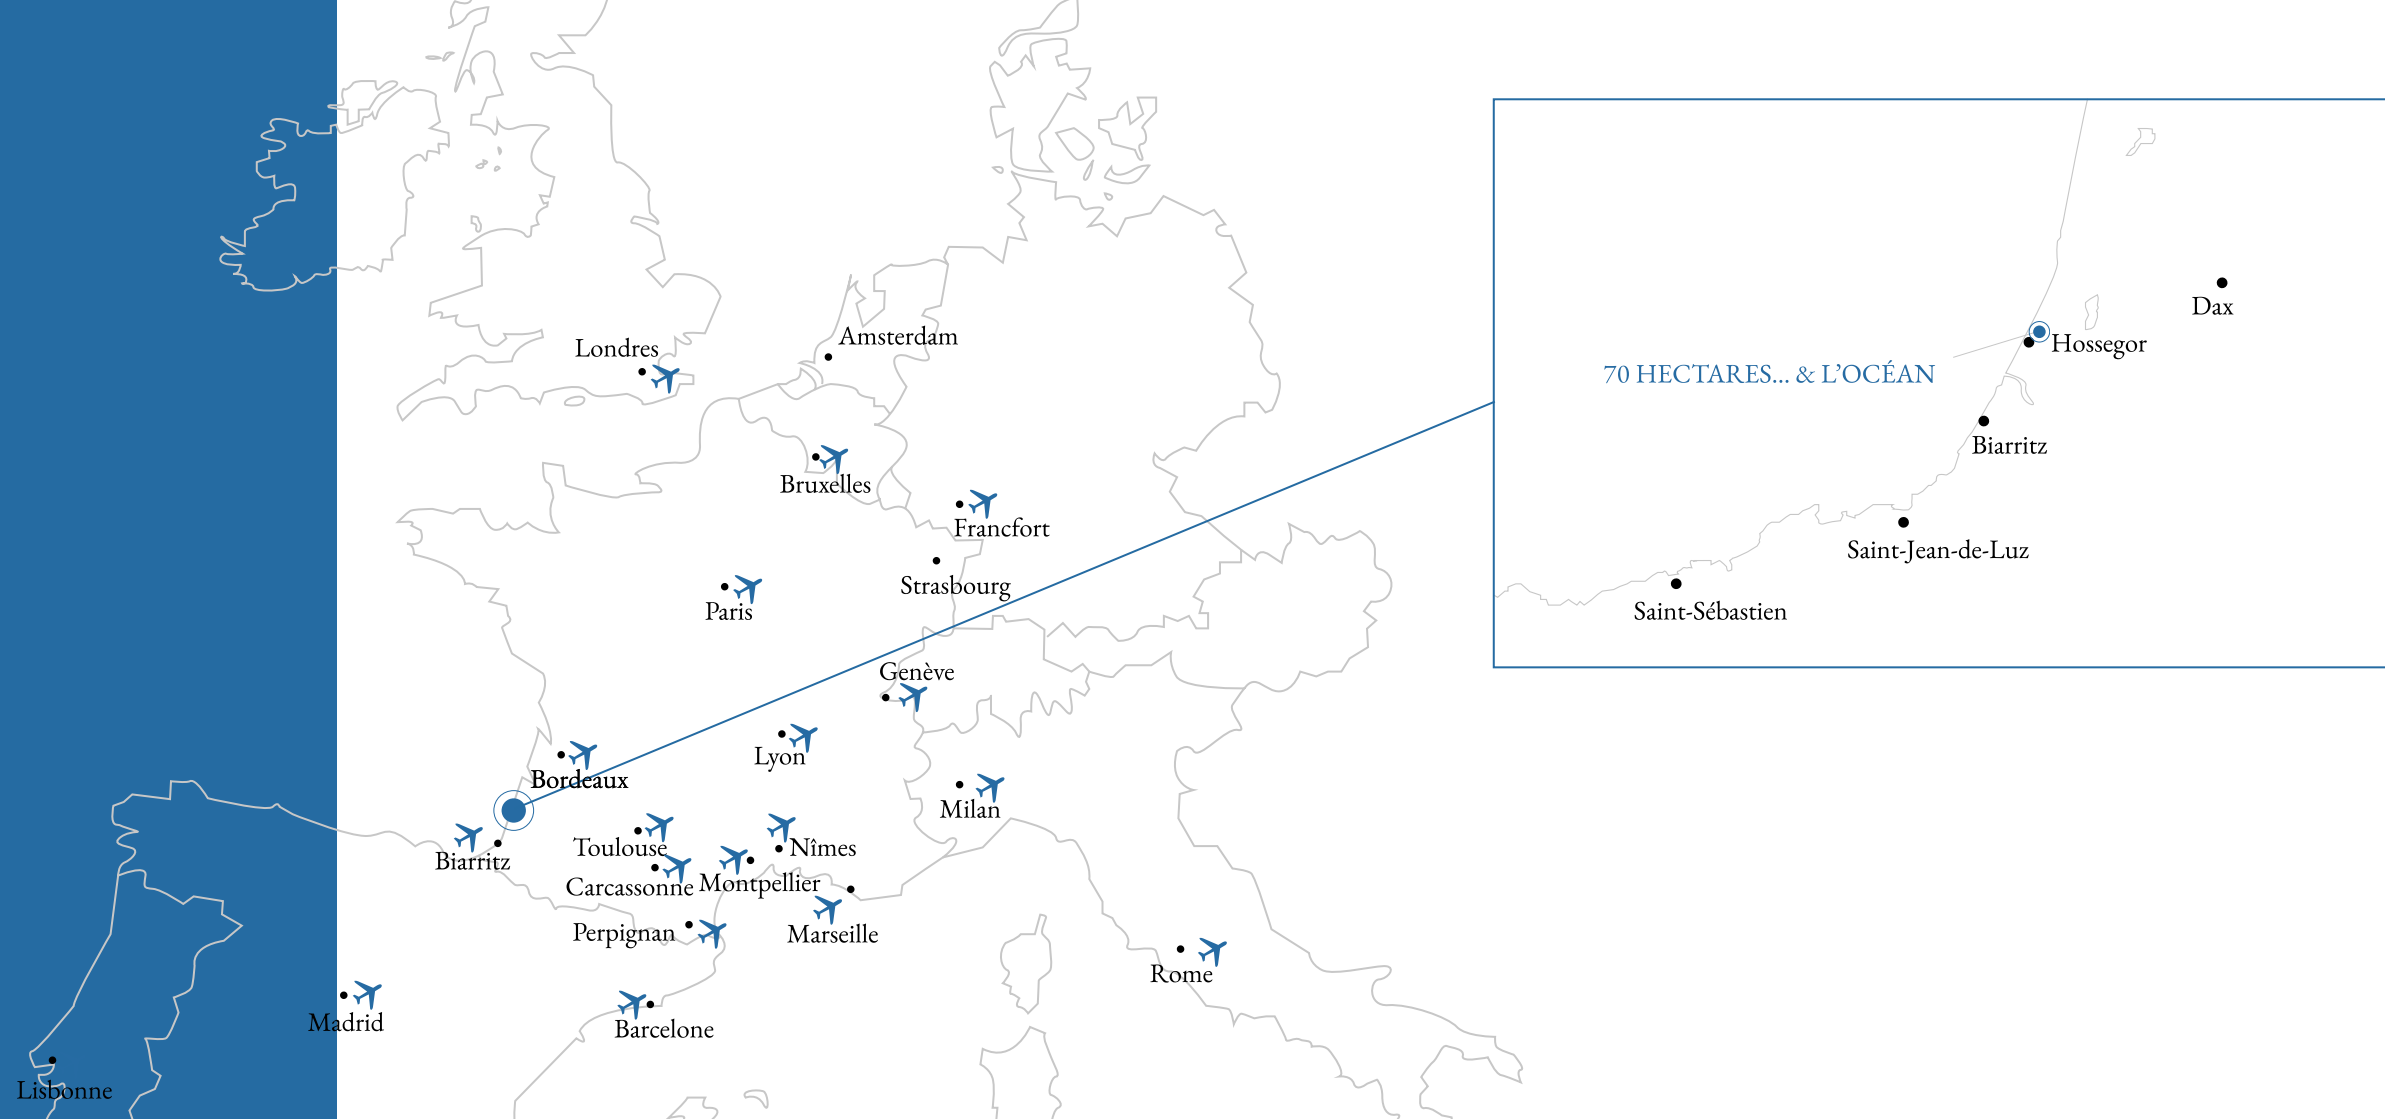 Amsterdam
Londres
Bruxelles
Francfort
Strasbourg
Paris
Genève
Lyon
Bordeaux
Milan
Toulouse
Nîmes
Biarritz
Carcassonne
Montpellier
Perpignan
Marseille
Rome
Madrid
Barcelone
Lisbonne
Dax
Hossegor
70 HECTARES... & L’OCÉAN
Biarritz
Saint-Jean-de-Luz
Saint-Sébastien